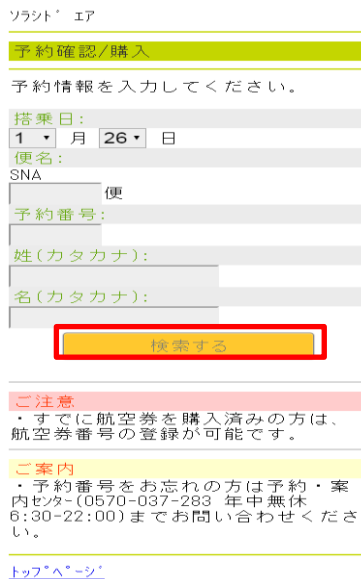 ｿﾗｼﾄﾞ ｴｱ
予約確認/購入
予約情報を入力してください。
搭乗日:
1 月 26 日
便名:
SNA
便
予約番号:
姓(カタカナ):
名(カタカナ):
検索する
ご注意
・すでに航空券を購入済みの方は、
航空券番号の登録が可能です。
ご案内
・予約番号をお忘れの方は予約・案
内ｾﾝﾀｰ(0570-037-283 年中無休
6:30-22:00)までお問い合わせくださ
い。
ﾄｯﾌﾟﾍﾟｰｼﾞ